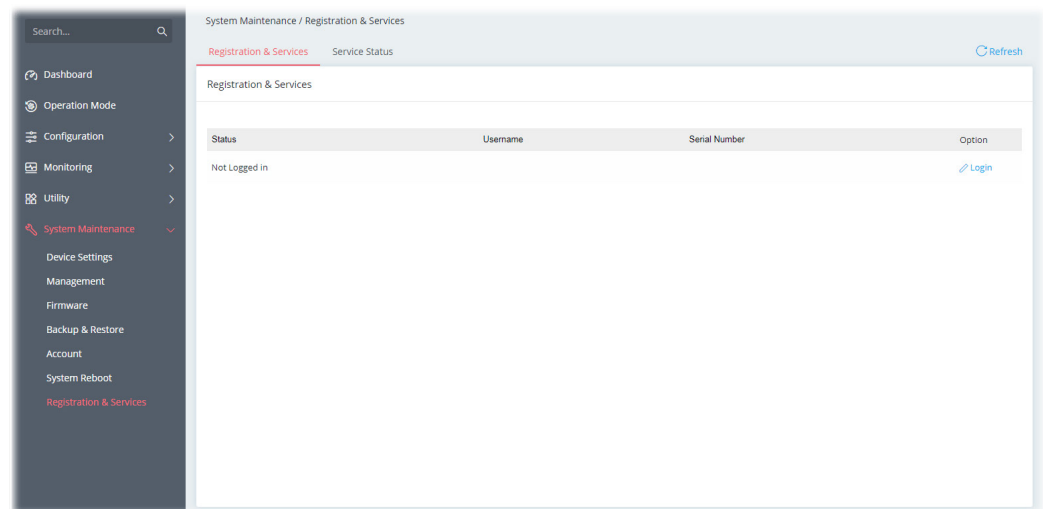 Search...
Dashboard
Operation Mode
Configuration
Monitoring
Utility
System Maintenance
Device Settings
Management
Firmware
Backup & Restore
Account
System Reboot
Registration & Services
System Maintenance / Registration & Services
Registration & Services Service Status Refresh
Registration & Services
Status Username Serial Number Option
Not Logged in Login